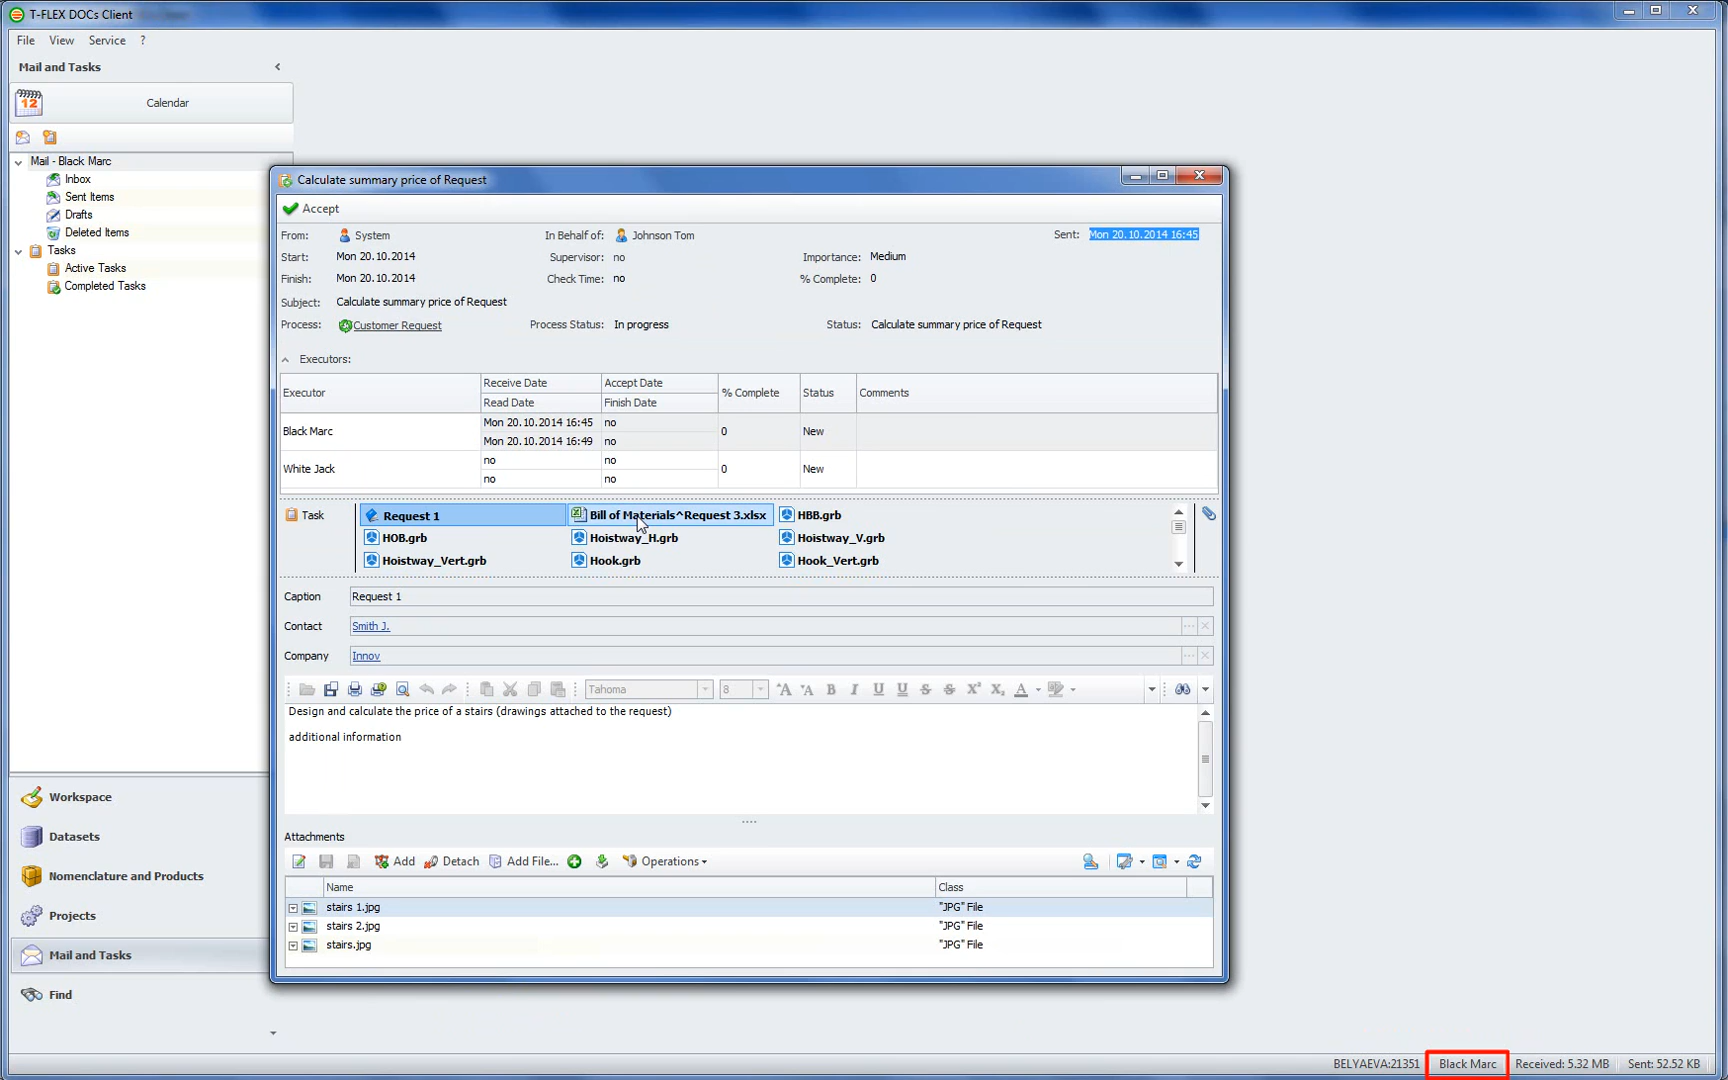 T-FLEX DOCs Client
File View Service ?
Mail and Tasks
12 Calendar
Mail - Black Marc
Inbox
Sent Items
Drafts
Deleted Items
Tasks
Active Tasks
Completed Tasks
Workspace
Datasets
Nomenclature and Products
Projects
Mail and Tasks
Find
Calculate summary price of Request
Accept
From: System In Behalf of: Johnson Tom Sent: Mon 20.10.2014 16:45
Start: Mon 20.10.2014 Supervisor: no Importance: Medium
Finish: Mon 20.10.2014 Check Time: no % Complete: 0
Subject: Calculate summary price of Request
Process: Customer Request Process Status: In progress Status: Calculate summary price of Request
Executors:
Executor Receive Date Accept Date % Complete Status Comments
Read Date Finish Date
Black Marc Mon 20.10.2014 16:45 no 0 New
Mon 20.10.2014 16:49 no
White Jack no no 0 New
no no
Task Request 1 Bill of Materials^Request 3.xlsx HBB.grb
HOB.grb Hoistway_H.grb Hoistway_V.grb
Hoistway_Vert.grb Hook.grb Hook_Vert.grb
Caption Request 1
Contact Smith J.
Company Innov
Tahoma 8
Design and calculate the price of a stairs (drawings attached to the request)
additional information
Attachments
Add Detach Add File... Operations
Name Class
stairs 1.jpg "JPG" File
stairs 2.jpg "JPG" File
stairs.jpg "JPG" File
BELYAEVA:21351 Black Marc Received: 5.32 MB Sent: 52.52 KB